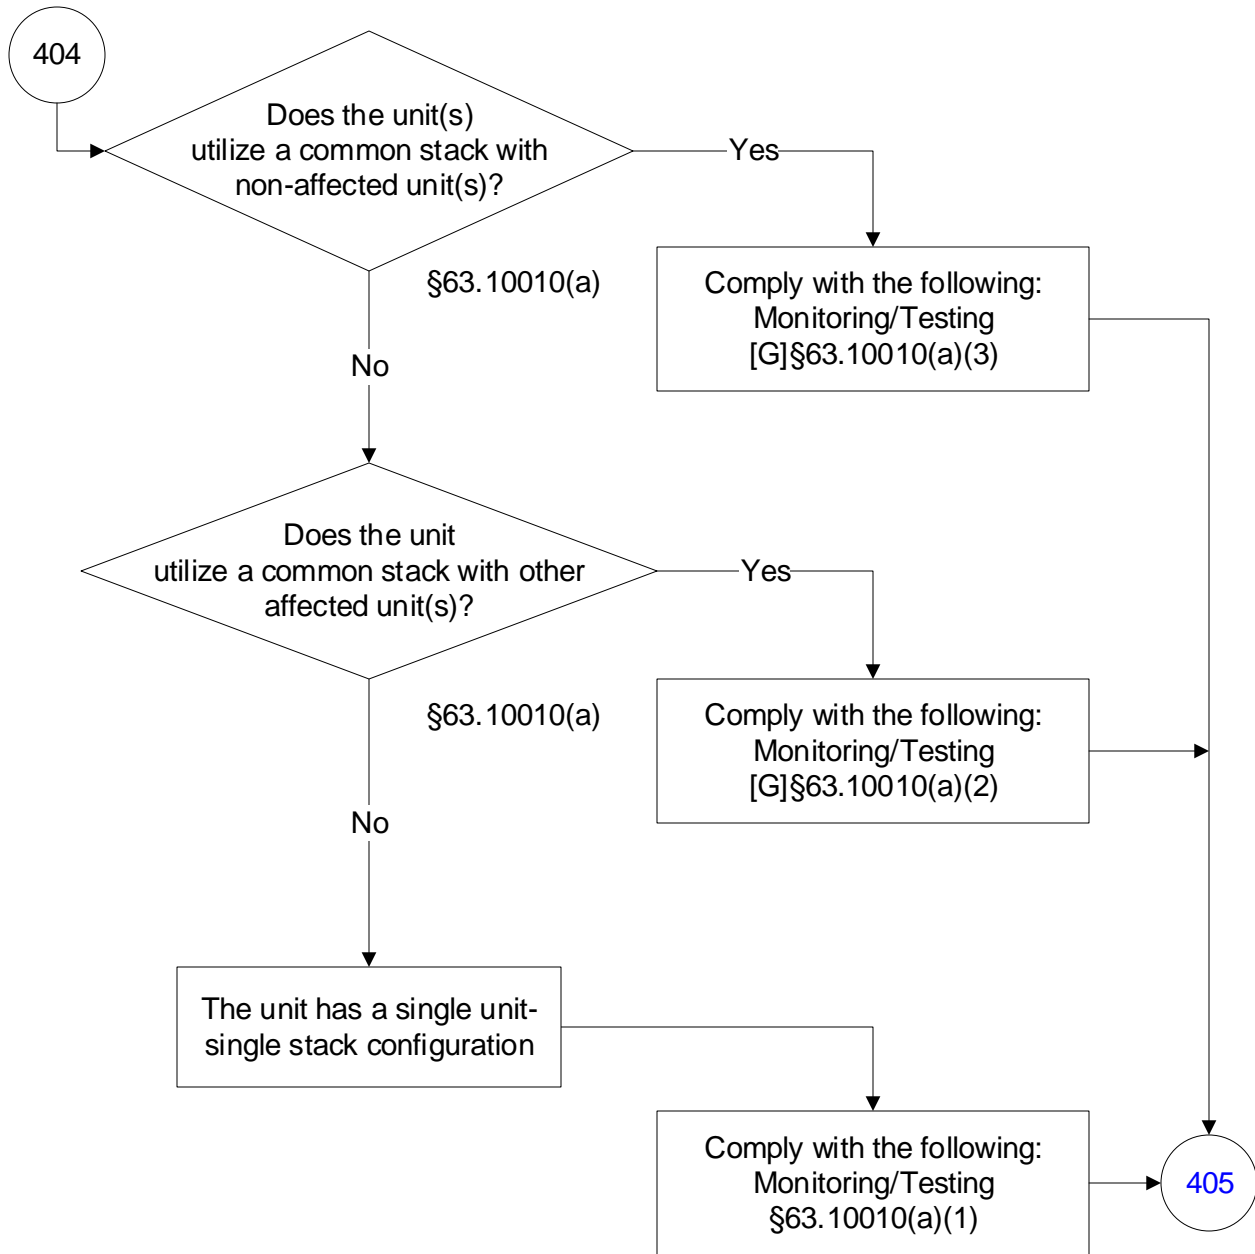 404
Does the unit(s)
utilize a common stack with
non-affected unit(s)?
Yes
§63.10010(a)
Comply with the following:
Monitoring/Testing
[G]§63.10010(a)(3)
No
Does the unit
utilize a common stack with other
affected unit(s)?
Yes
§63.10010(a)
Comply with the following:
Monitoring/Testing
[G]§63.10010(a)(2)
No
The unit has a single unit-
single stack configuration
Comply with the following:
Monitoring/Testing
§63.10010(a)(1)
405